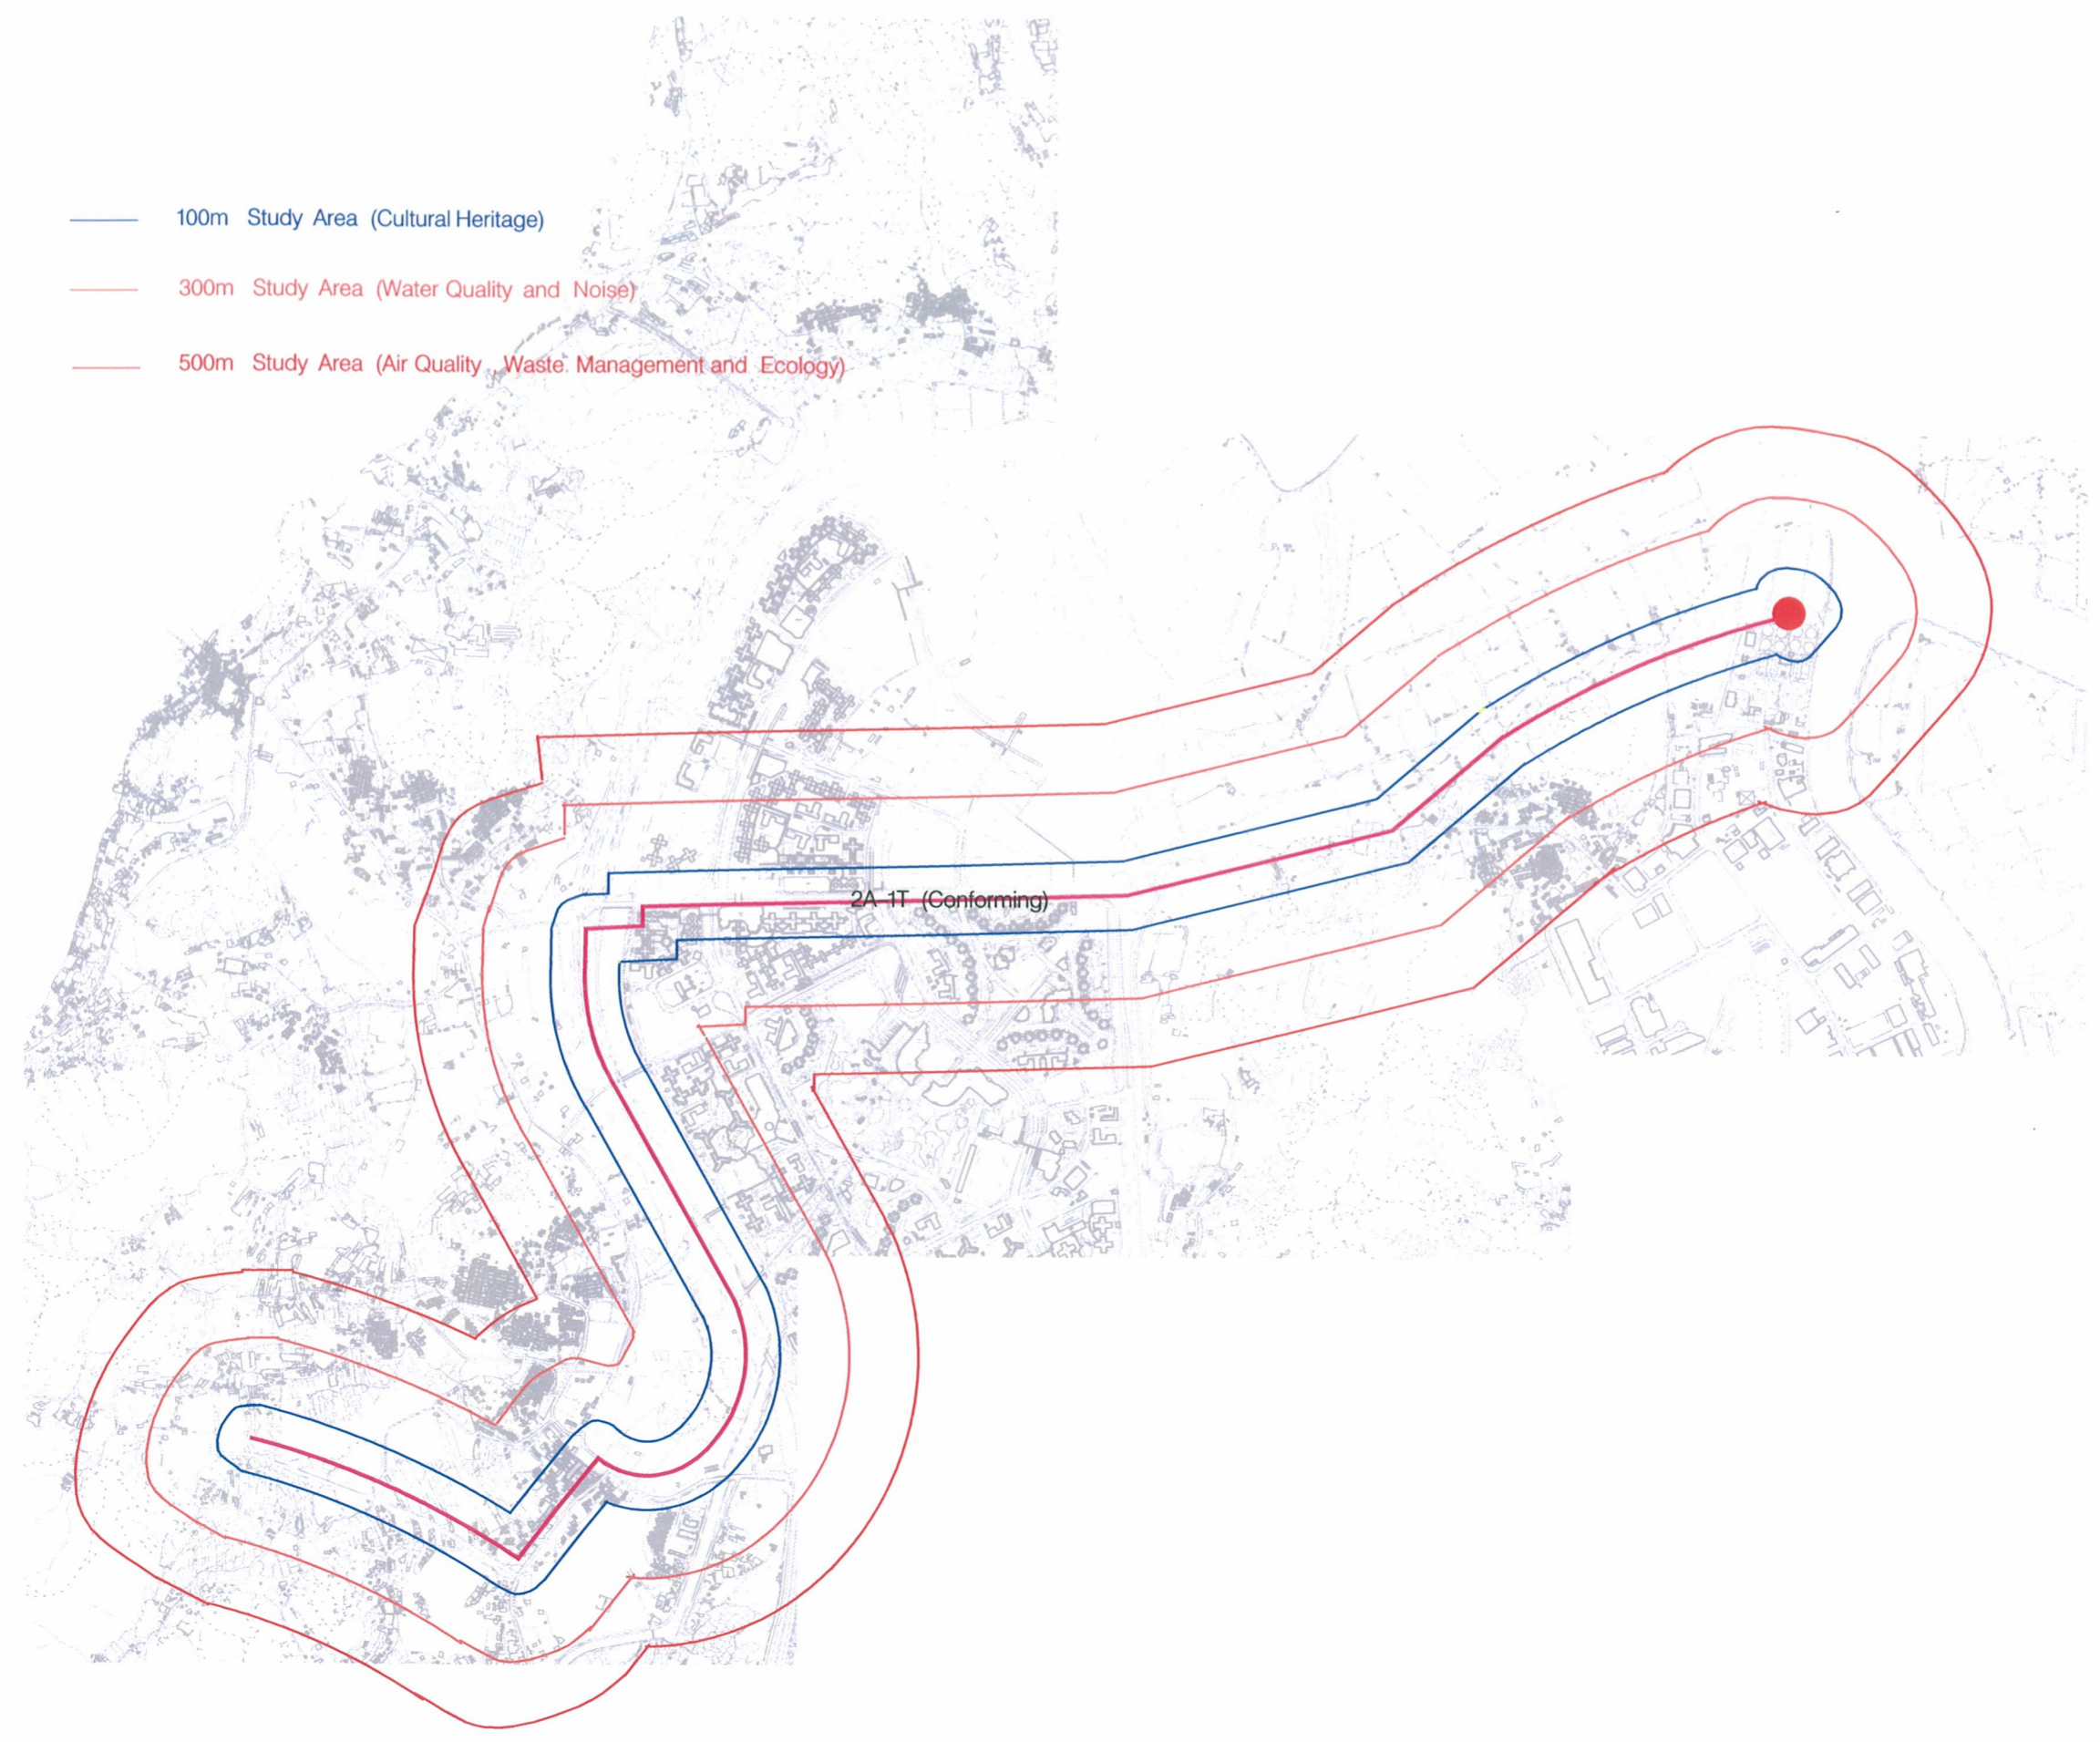 100m Study Area (Cultural Heritage)
300m Study Area (Water Quality and Noise)
500m Study Area (Air Quality , Waste. Management and Ecology)
2A-1T (Conforming)